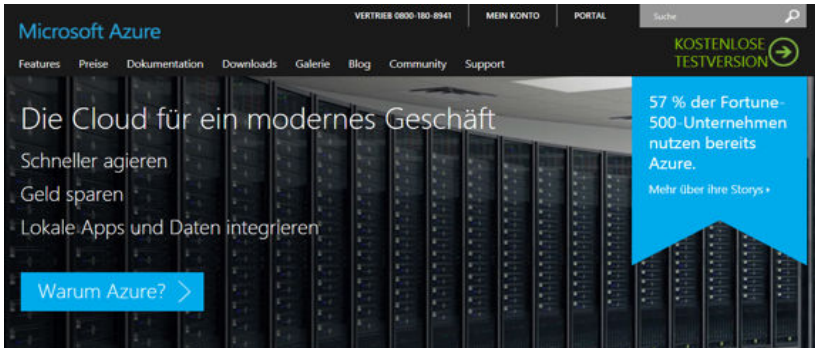 VERTRIEB 0800-180-8941 MEIN KONTO PORTAL Suche
Microsoft Azure
KOSTENLOSE
TESTVERSION
Features Preise Dokumentation Downloads Galerie Blog Community Support
Die Cloud für ein modernes Geschäft
Schneller agieren
Geld sparen
Lokale Apps und Daten integrieren
Warum Azure?
57 % der Fortune-
500-Unternehmen
nutzen bereits
Azure.
Mehr über ihre Storys